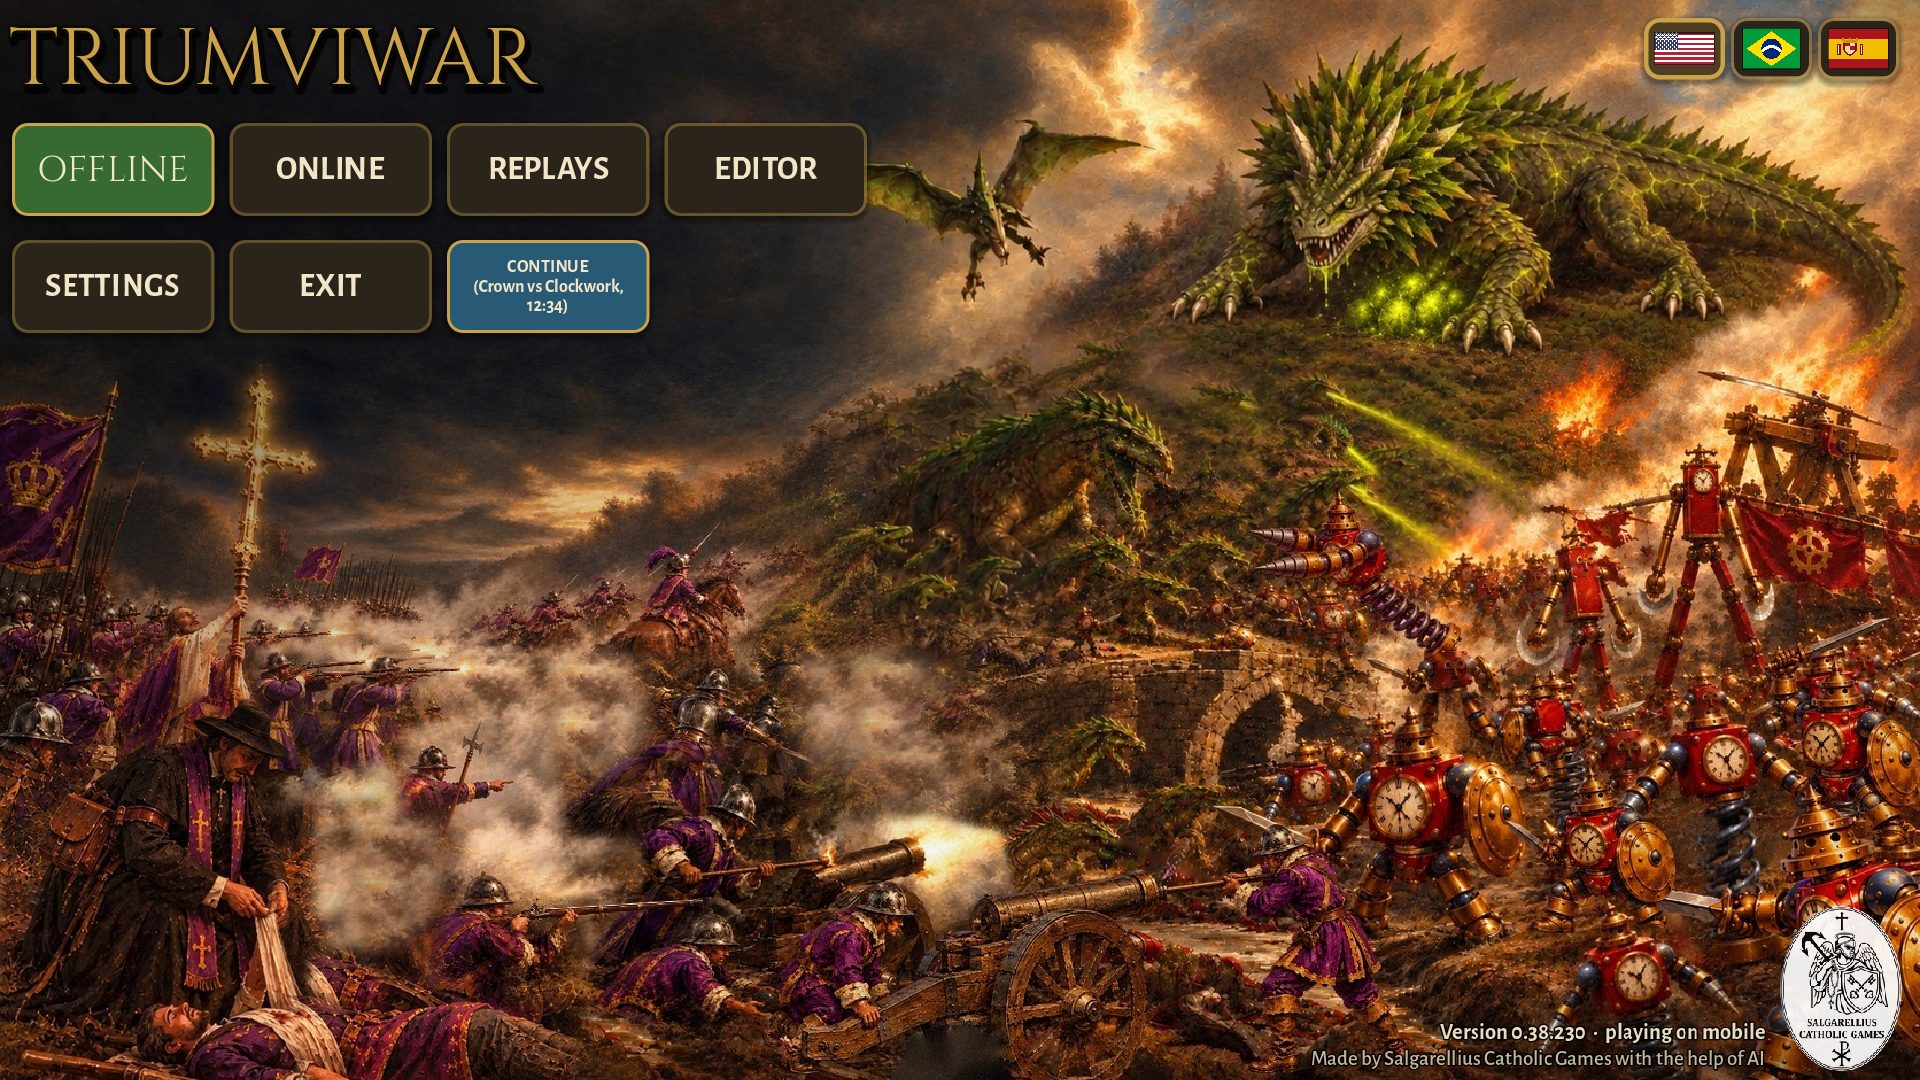 TRIUMVIWAR
OFFLINE
ONLINE
REPLAYS
EDITOR
SETTINGS
EXIT
CONTINUE
(Crown vs Clockwork,
12:34)
Version 0.38.230 · playing on mobile
Made by Salgarellius Catholic Games with the help of AI
SALGARELLIUS
CATHOLIC GAMES